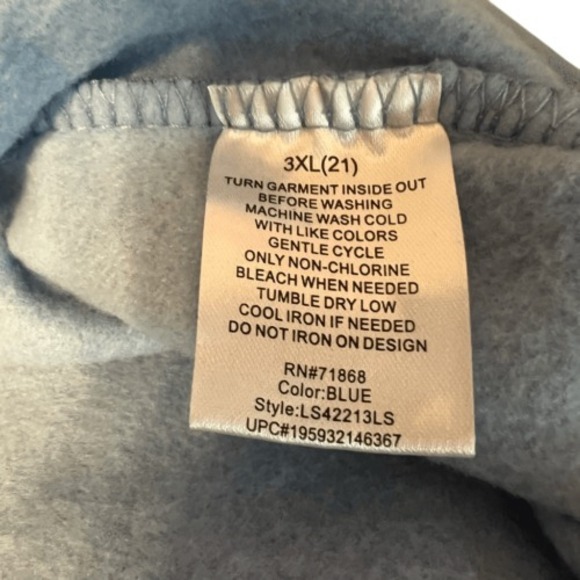 3XL(21)
TURN GARMENT INSIDE OUT
BEFORE WASHING
MACHINE WASH COLD
WITH LIKE COLORS
GENTLE CYCLE
ONLY NON-CHLORINE
BLEACH WHEN NEEDED
TUMBLE DRY LOW
COOL IRON IF NEEDED
DO NOT IRON ON DESIGN
RN#71868
Color:BLUE
Style:LS42213LS
UPC#195932146367